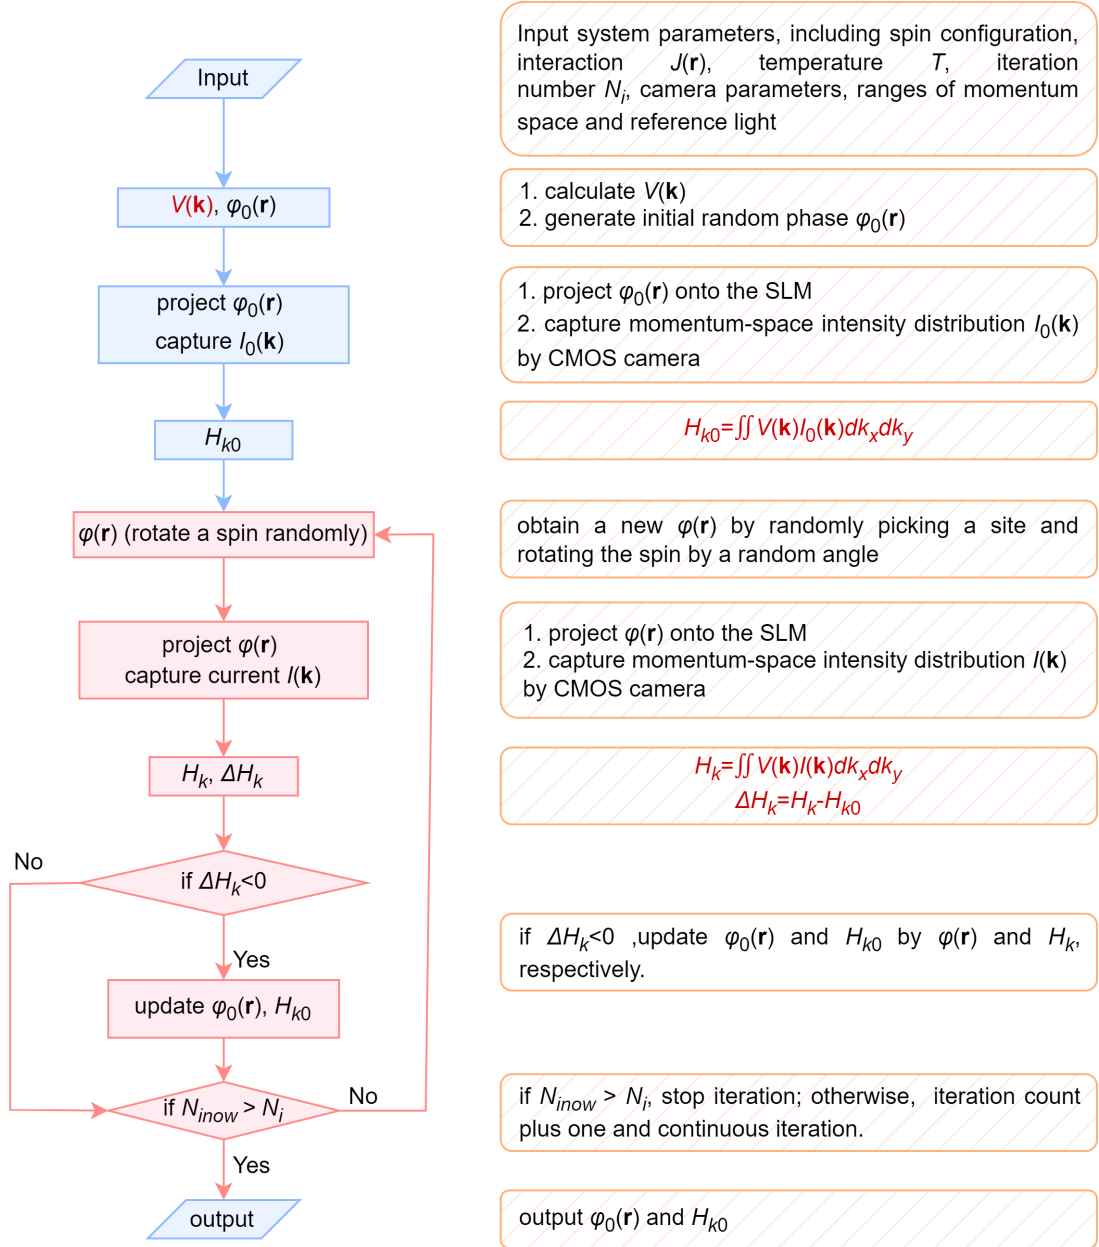 Input
Input system parameters, including spin configuration,
interaction J(r), temperature T, iteration
number Nᵢ, camera parameters, ranges of momentum
space and reference light
V(k), φ₀(r)
1. calculate V(k)
2. generate initial random phase φ₀(r)
project φ₀(r)
capture I₀(k)
1. project φ₀(r) onto the SLM
2. capture momentum-space intensity distribution I₀(k)
by CMOS camera
Hk0
Hk0=∫∫V(k)I₀(k)dkxdky
φ(r) (rotate a spin randomly)
obtain a new φ(r) by randomly picking a site and
rotating the spin by a random angle
project φ(r)
capture current I(k)
1. project φ(r) onto the SLM
2. capture momentum-space intensity distribution I(k)
by CMOS camera
Hk, ΔHk
Hk=∫∫V(k)I(k)dkxdky
ΔHk=Hk-Hk0
No
if ΔHk<0
Yes
if ΔHk<0 ,update φ₀(r) and Hk0 by φ(r) and Hk,
respectively.
update φ₀(r), Hk0
if Ninow > Nᵢ
No
if Ninow > Nᵢ, stop iteration; otherwise, iteration count
plus one and continuous iteration.
Yes
output
output φ₀(r) and Hk0